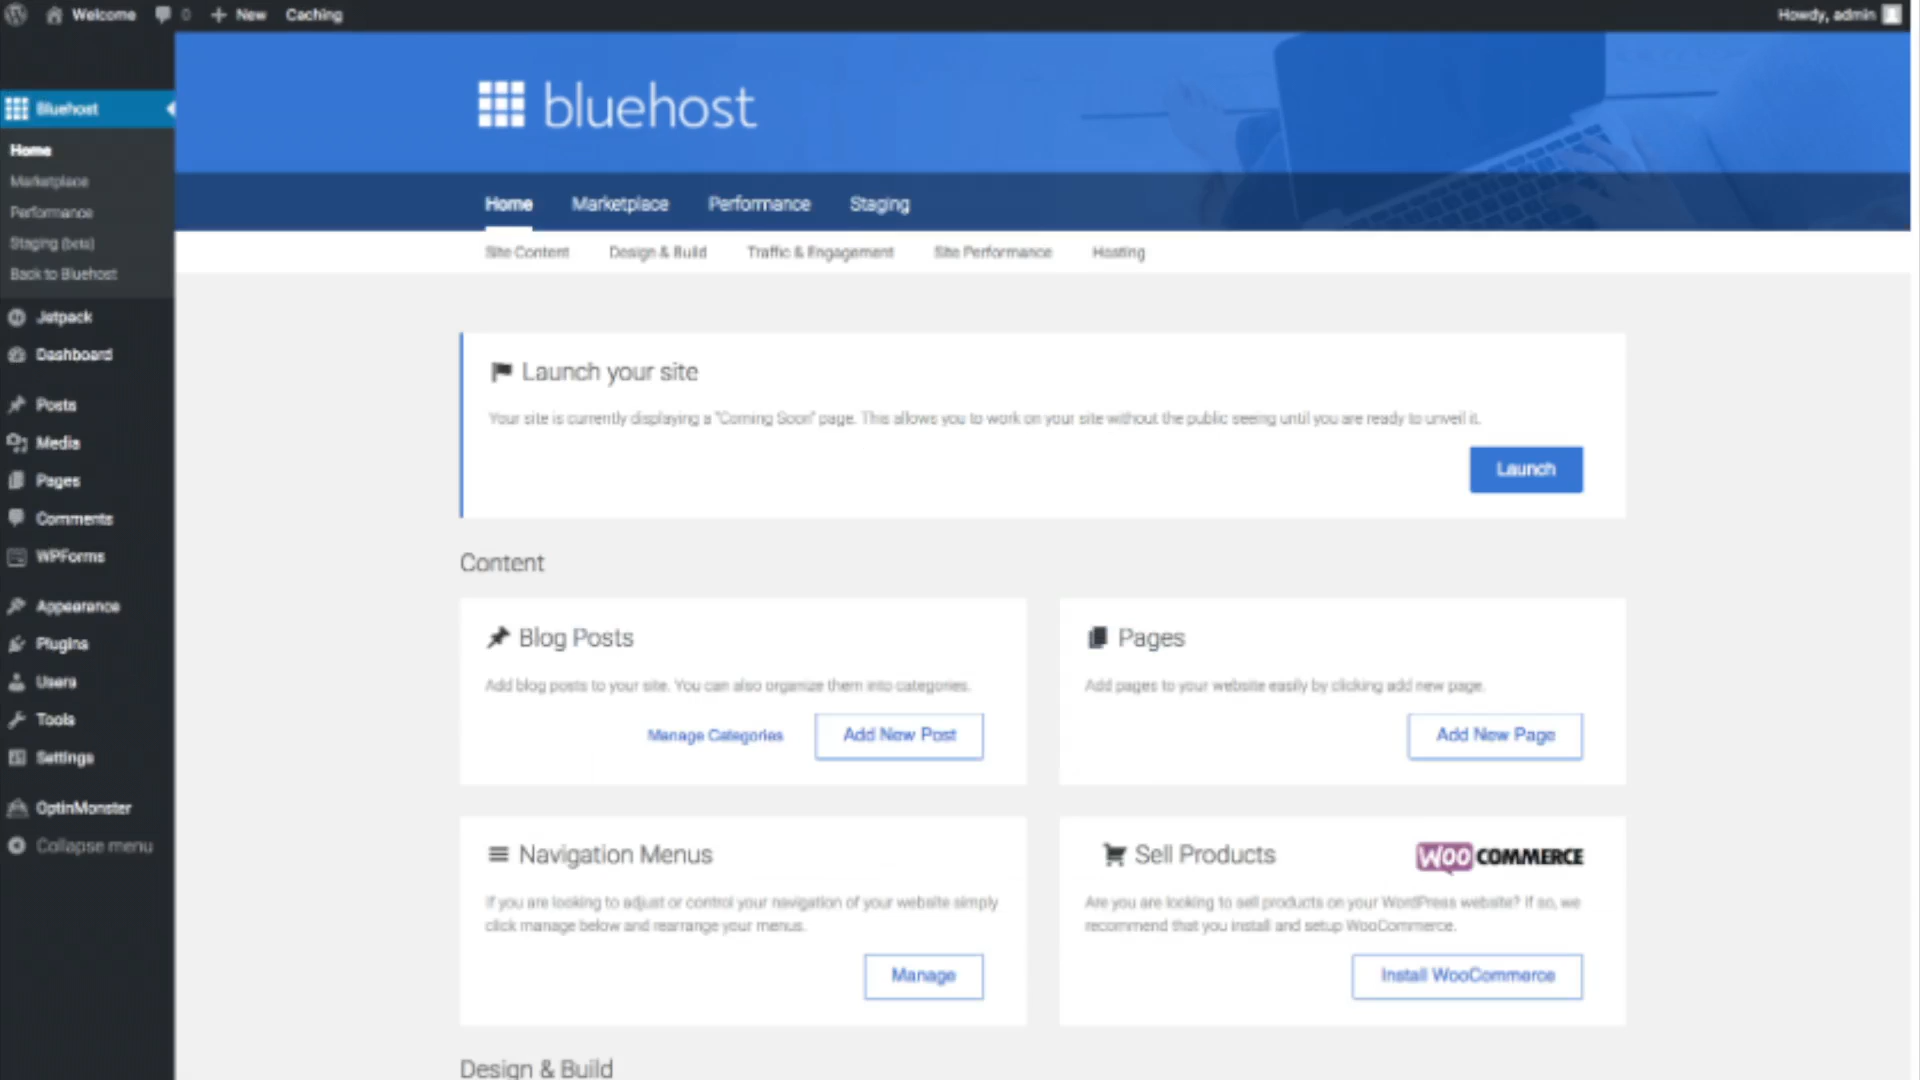 Welcome 0 New Caching Howdy, admin
bluehost
Bluehost
Home
Marketplace
Performance
Staging (beta)
Back to Bluehost
Jetpack
Dashboard
Posts
Media
Pages
Comments
WPForms
Appearance
Plugins
Users
Tools
Settings
OptinMonster
Collapse menu
Home Marketplace Performance Staging
Site Content Design & Build Traffic & Engagement Site Performance Hosting
Launch your site
Your site is currently displaying a "Coming Soon" page. This allows you to work on your site without the public seeing until you are ready to unveil it.
Launch
Content
Blog Posts
Add blog posts to your site. You can also organize them into categories.
Manage Categories Add New Post
Pages
Add pages to your website easily by clicking add new page.
Add New Page
Navigation Menus
If you are looking to adjust or control your navigation of your website simply
click manage below and rearrange your menus.
Manage
Sell Products WOOCOMMERCE
Are you are looking to sell products on your WordPress website? If so, we
recommend that you install and setup WooCommerce.
Install WooCommerce
Design & Build